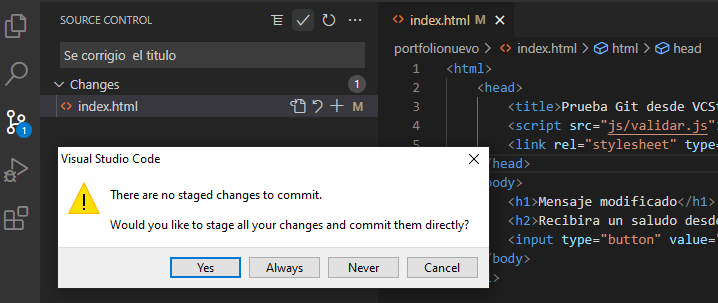 SOURCE CONTROL
Se corrigio el titulo
Changes
1
index.html
M
1
index.html M
portfolionuevo > index.html > html > head
1 <html>
2 <head>
3 <title>Prueba Git desde VCS
4 <script src="js/validar.js"
5 <link rel="stylesheet" type=
/head>
body>
<h1>Mensaje modificado</h1
<h2>Recibira un saludo desd
<input type="button" value=
/body>
>
Visual Studio Code
There are no staged changes to commit.
Would you like to stage all your changes and commit them directly?
Yes
Always
Never
Cancel